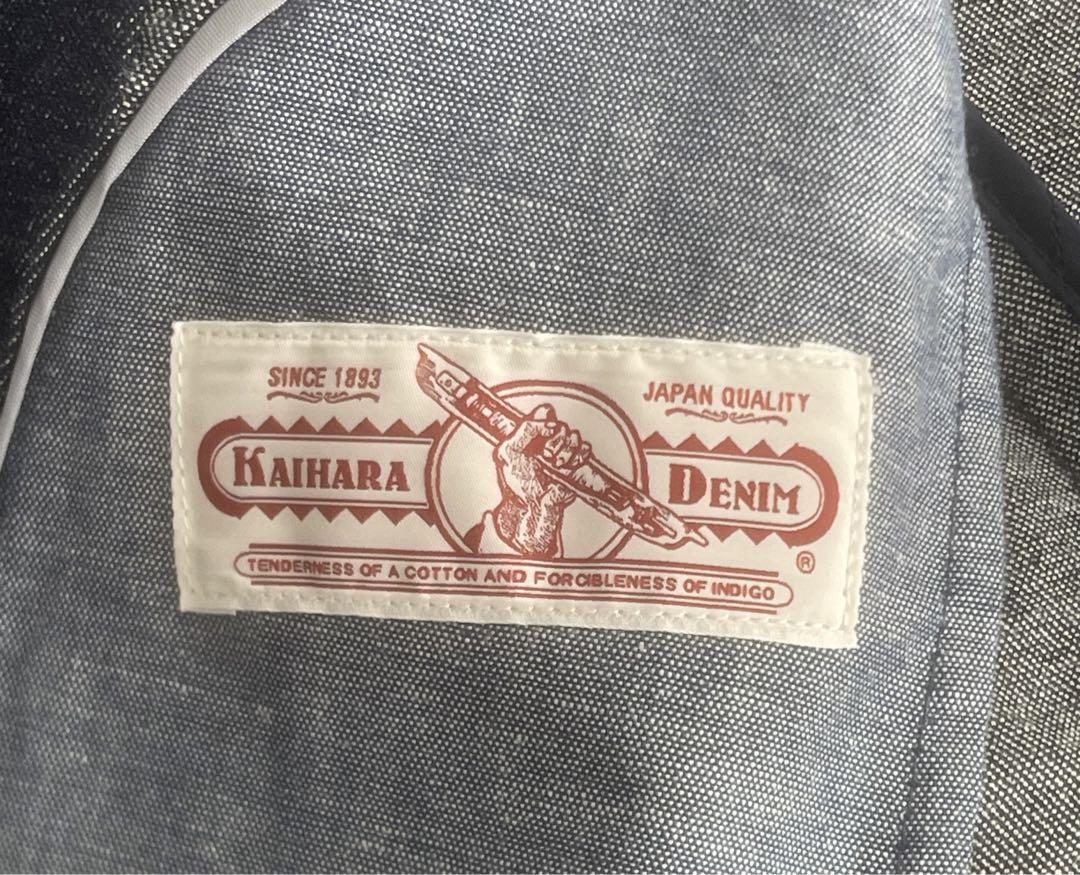 SINCE 1893
JAPAN QUALITY
KAIHARA DENIM
®
TENDERNESS OF A COTTON AND FORCIBLENESS OF INDIGO